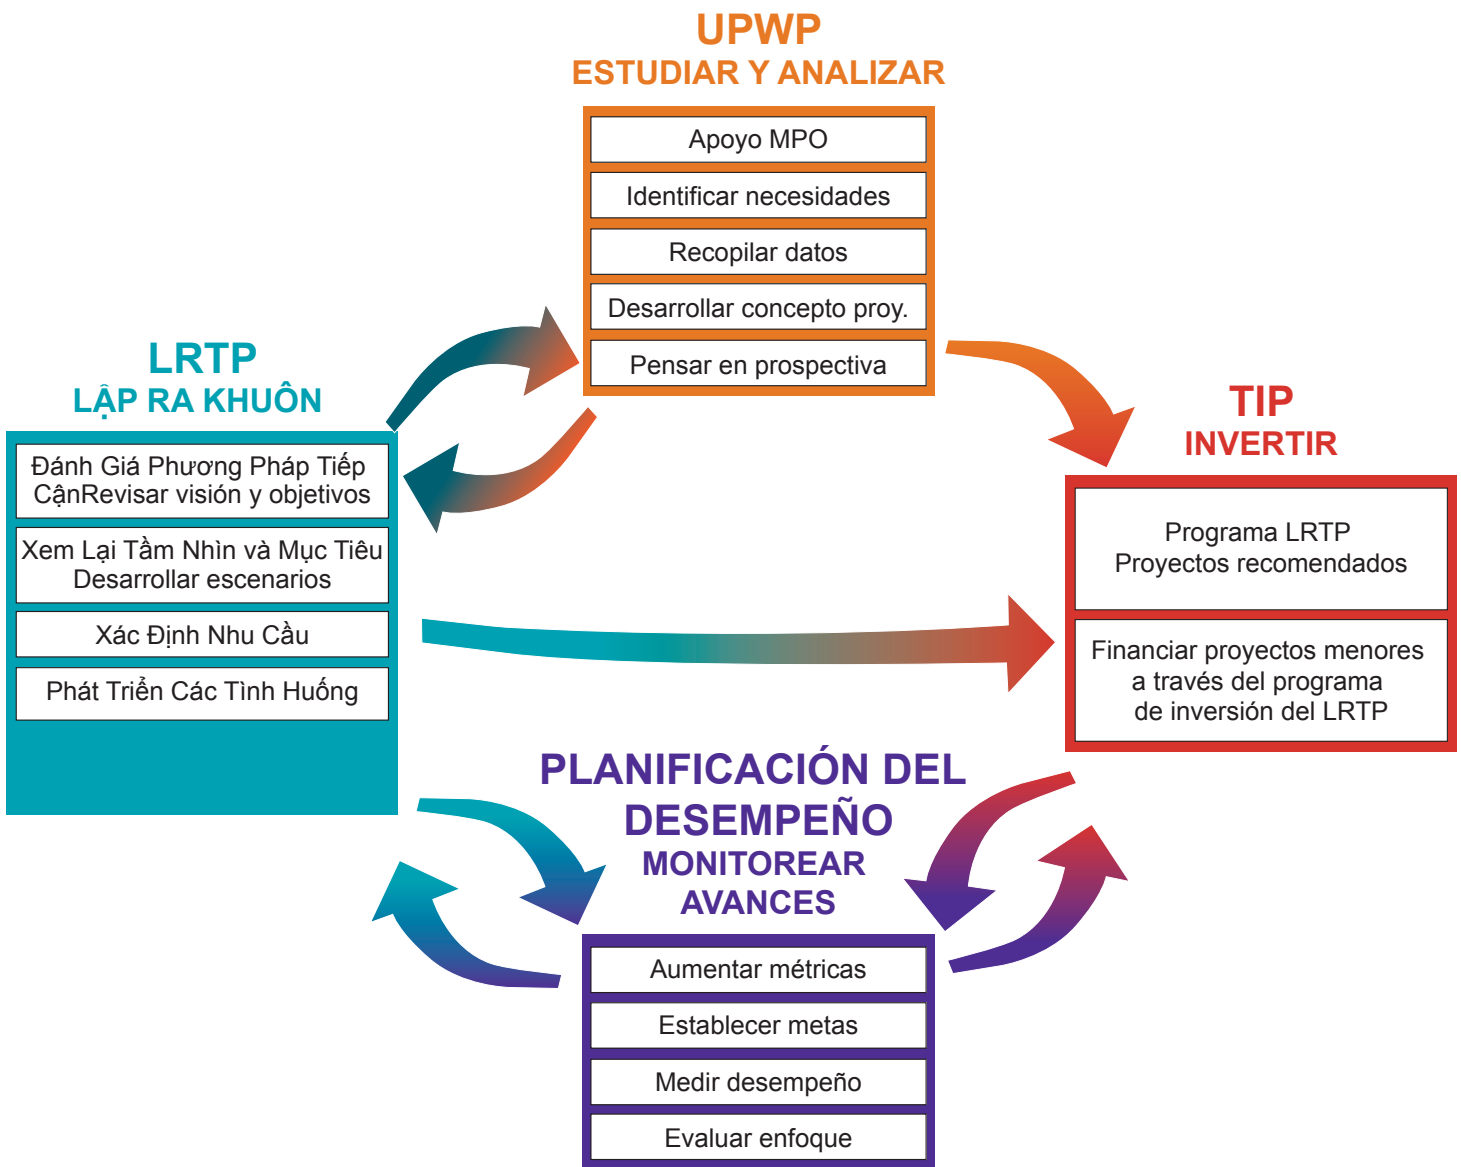 UPWP
ESTUDIAR Y ANALIZAR
Apoyo MPO
Identificar necesidades
Recopilar datos
Desarrollar concepto proy.
Pensar en prospectiva
LRTP
LẬP RA KHUÔN
Đánh Giá Phương Pháp Tiếp
CậnRevisar visión y objetivos
Xem Lại Tầm Nhìn và Mục Tiêu
Desarrollar escenarios
Xác Định Nhu Cầu
Phát Triển Các Tình Huống
TIP
INVERTIR
Programa LRTP
Proyectos recomendados
Financiar proyectos menores
a través del programa
de inversión del LRTP
PLANIFICACIÓN DEL
DESEMPEÑO
MONITOREAR
AVANCES
Aumentar métricas
Establecer metas
Medir desempeño
Evaluar enfoque